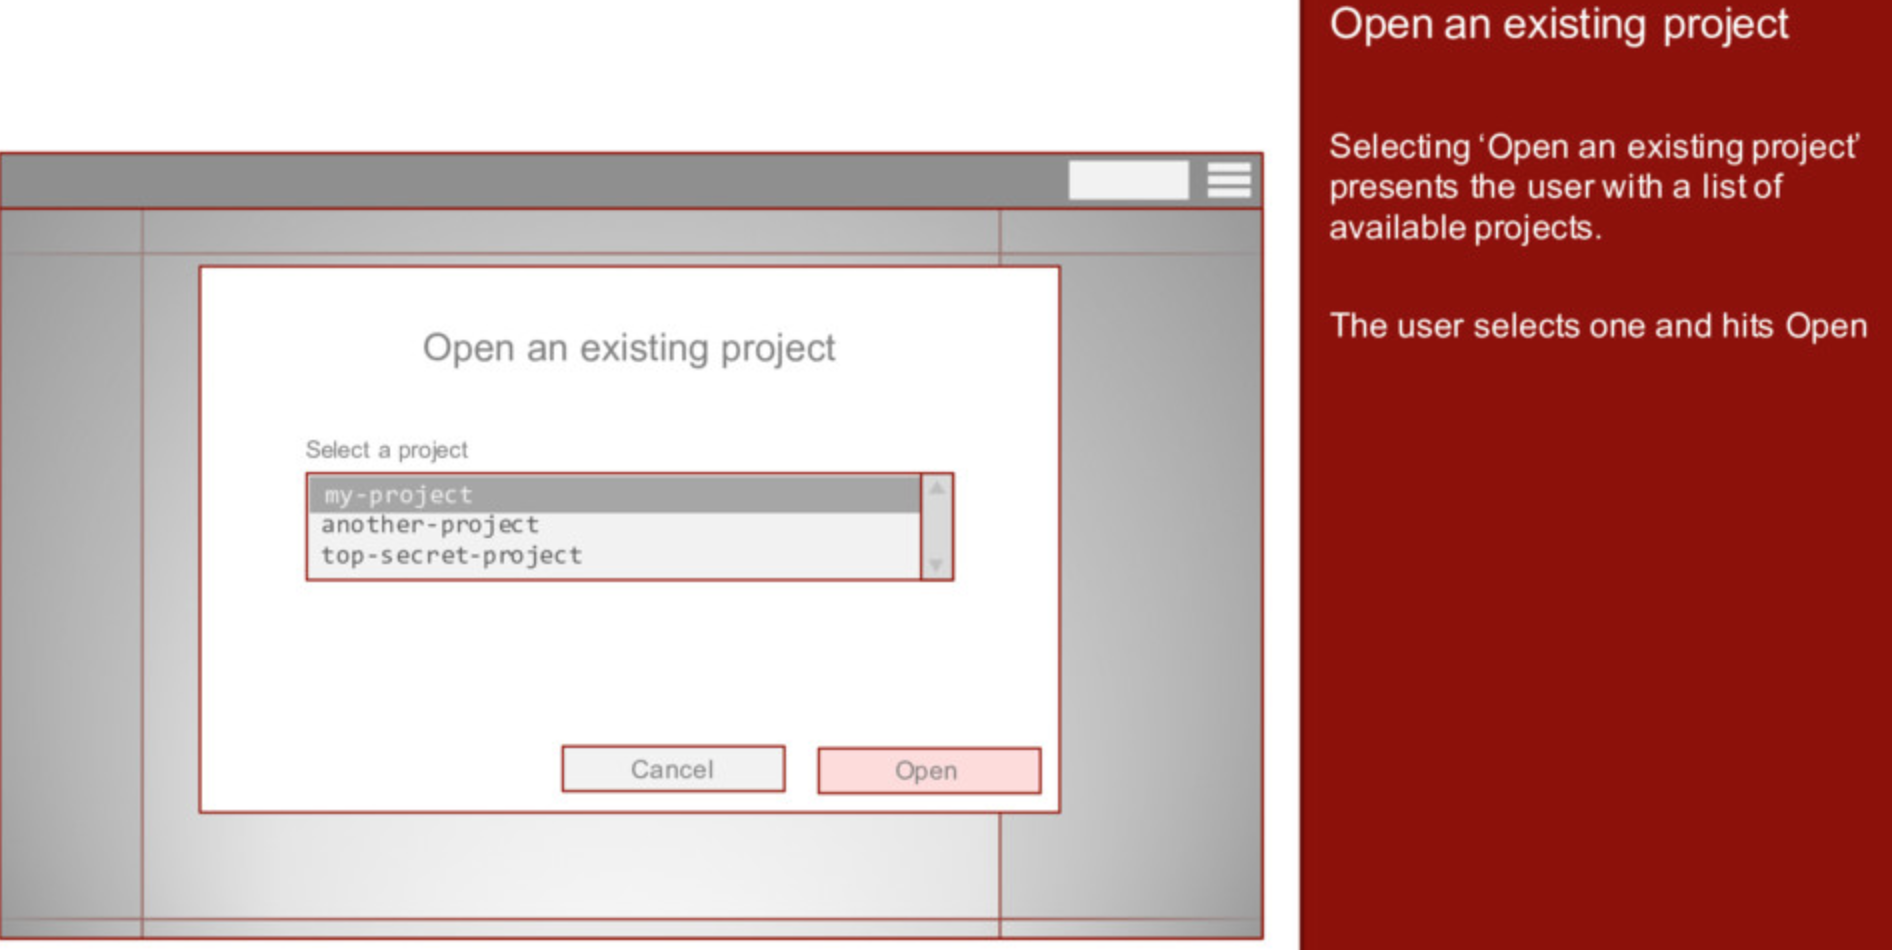 Open an existing project
Select a project
my-project
another-project
top-secret-project
Cancel
Open
Open an existing project
Selecting ‘Open an existing project’
presents the user with a list of
available projects.
The user selects one and hits Open